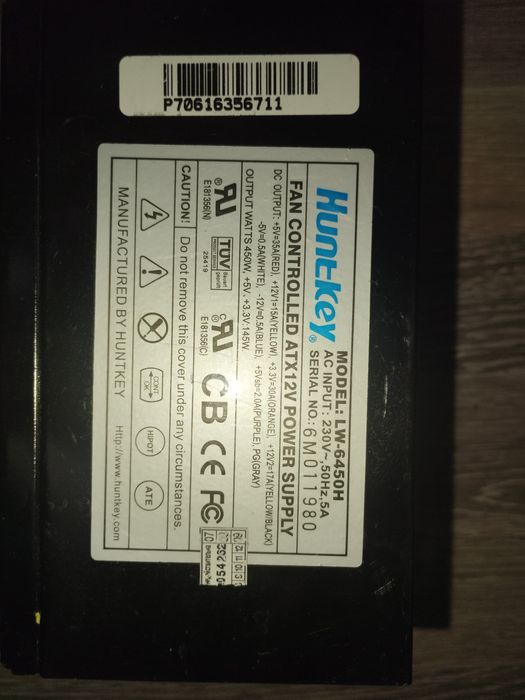 P70616356711
Huntkey®
MODEL: LW-6450H
AC INPUT: 230V~,50Hz,5A
SERIAL NO: 6M011980
FAN CONTROLLED ATX12V POWER SUPPLY
DC OUTPUT: +5V=35A(RED), +12V1=15A(YELLOW), +3.3V=30A(ORANGE), +12V2=17A(YELLOW/BLACK)
-5V=0.5A(WHITE), -12V=0.5A(BLUE), +5Vsb=2.0A(PURPLE), PG(GRAY)
OUTPUT WATTS 450W, +5V, +3.3V:145W
E181356(N)
TUV
25419
E181356(C)
CB CE FC
CAUTION! Do not remove this cover under any circumstances.
HIPOT
ATE
MANUFACTURED BY HUNTKEY
Http://www.huntkey.com